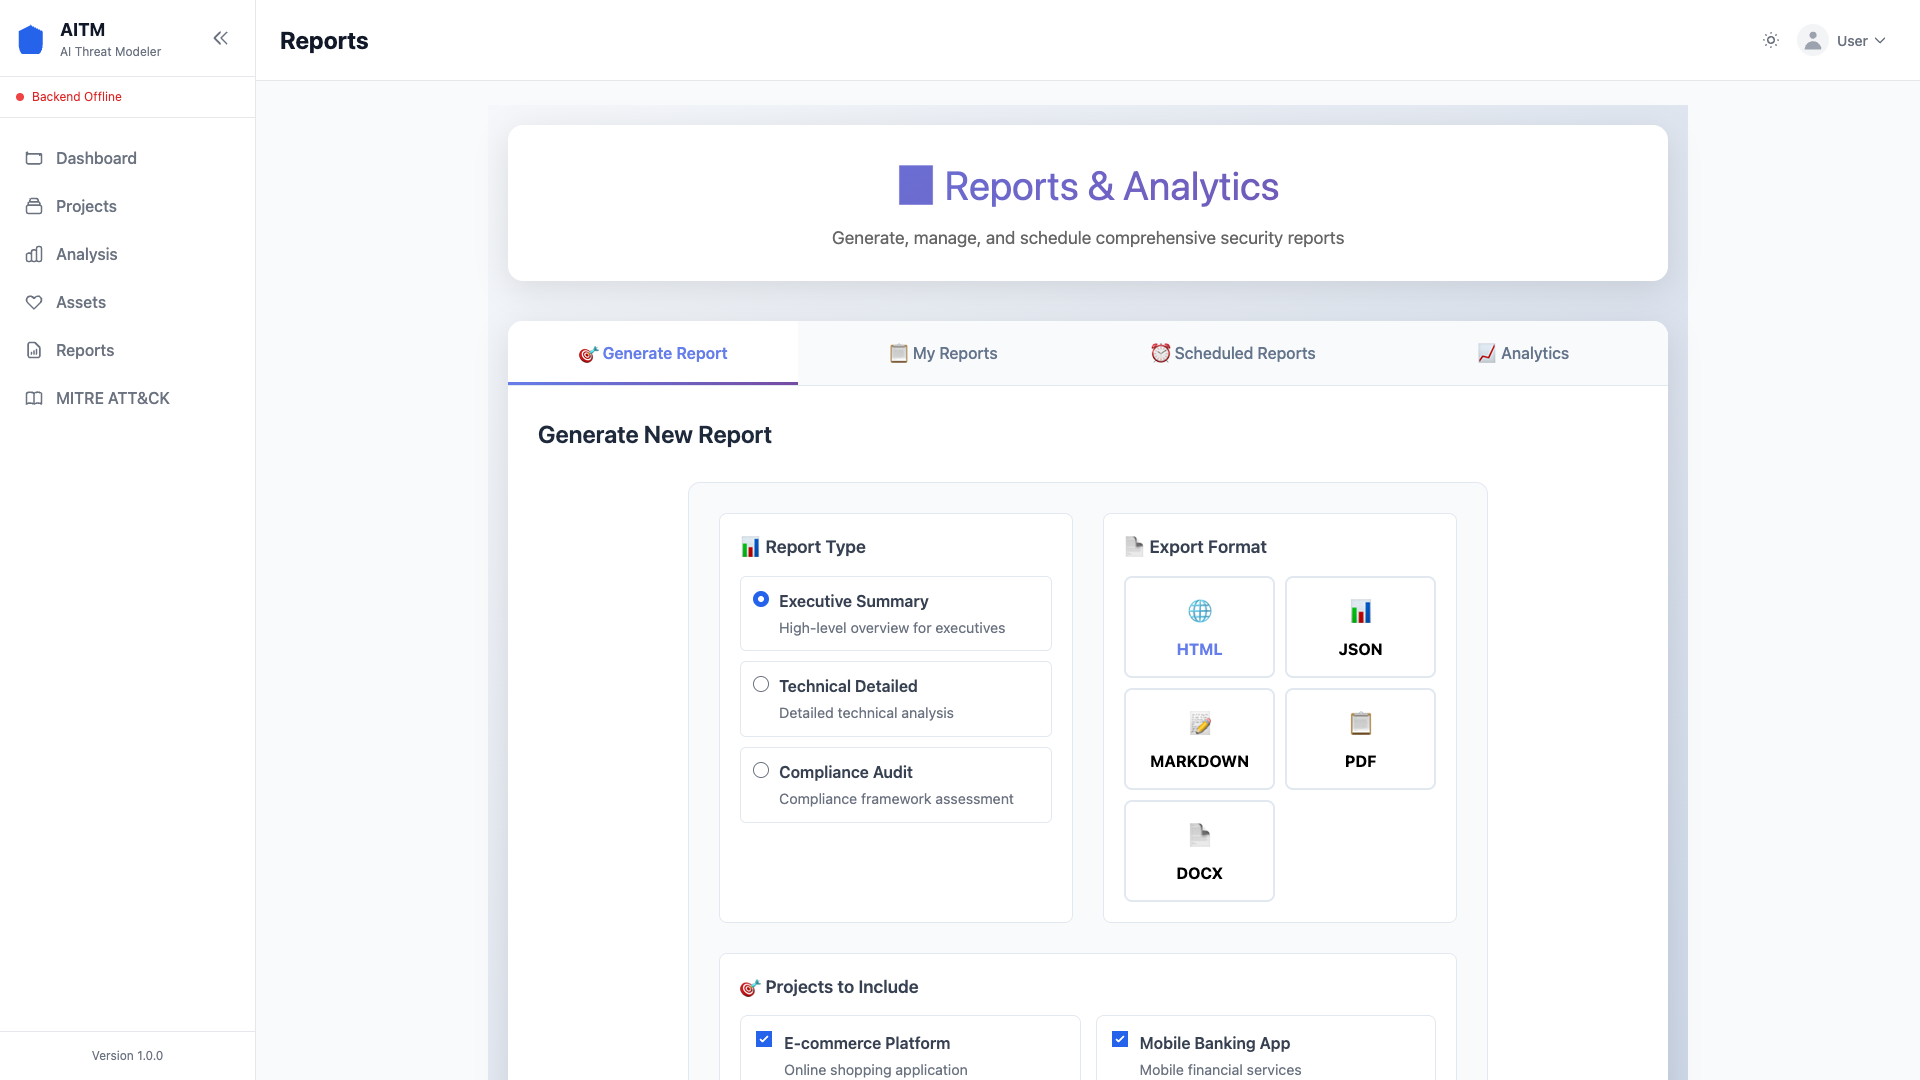 AITM
AI Threat Modeler
Backend Offline
Dashboard
Projects
Analysis
Assets
Reports
MITRE ATT&CK
Version 1.0.0
Reports
User
Reports & Analytics
Generate, manage, and schedule comprehensive security reports
Generate Report
My Reports
Scheduled Reports
Analytics
Generate New Report
Report Type
Executive Summary
High-level overview for executives
Technical Detailed
Detailed technical analysis
Compliance Audit
Compliance framework assessment
Export Format
HTML
JSON
MARKDOWN
PDF
DOCX
Projects to Include
E-commerce Platform
Online shopping application
Mobile Banking App
Mobile financial services